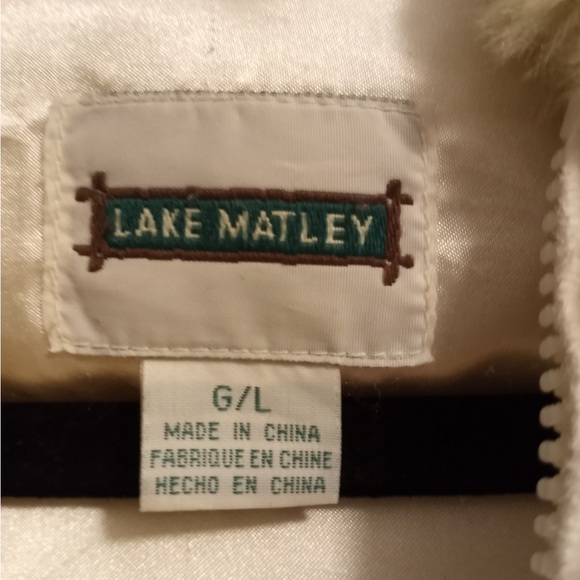 LAKE MATLEY
G/L
MADE IN CHINA
FABRIQUE EN CHINE
HECHO EN CHINA